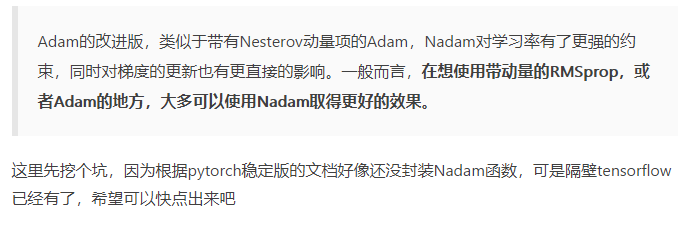 Adam的改进版，类似于带有Nesterov动量项的Adam，Nadam对学习率有了更强的约
束，同时对梯度的更新也有更直接的影响。一般而言，在想使用带动量的RMSprop，或
者Adam的地方，大多可以使用Nadam取得更好的效果。
这里先挖个坑，因为根据pytorch稳定版的文档好像还没封装Nadam函数，可是隔壁tensorflow
已经有了，希望可以快点出来吧